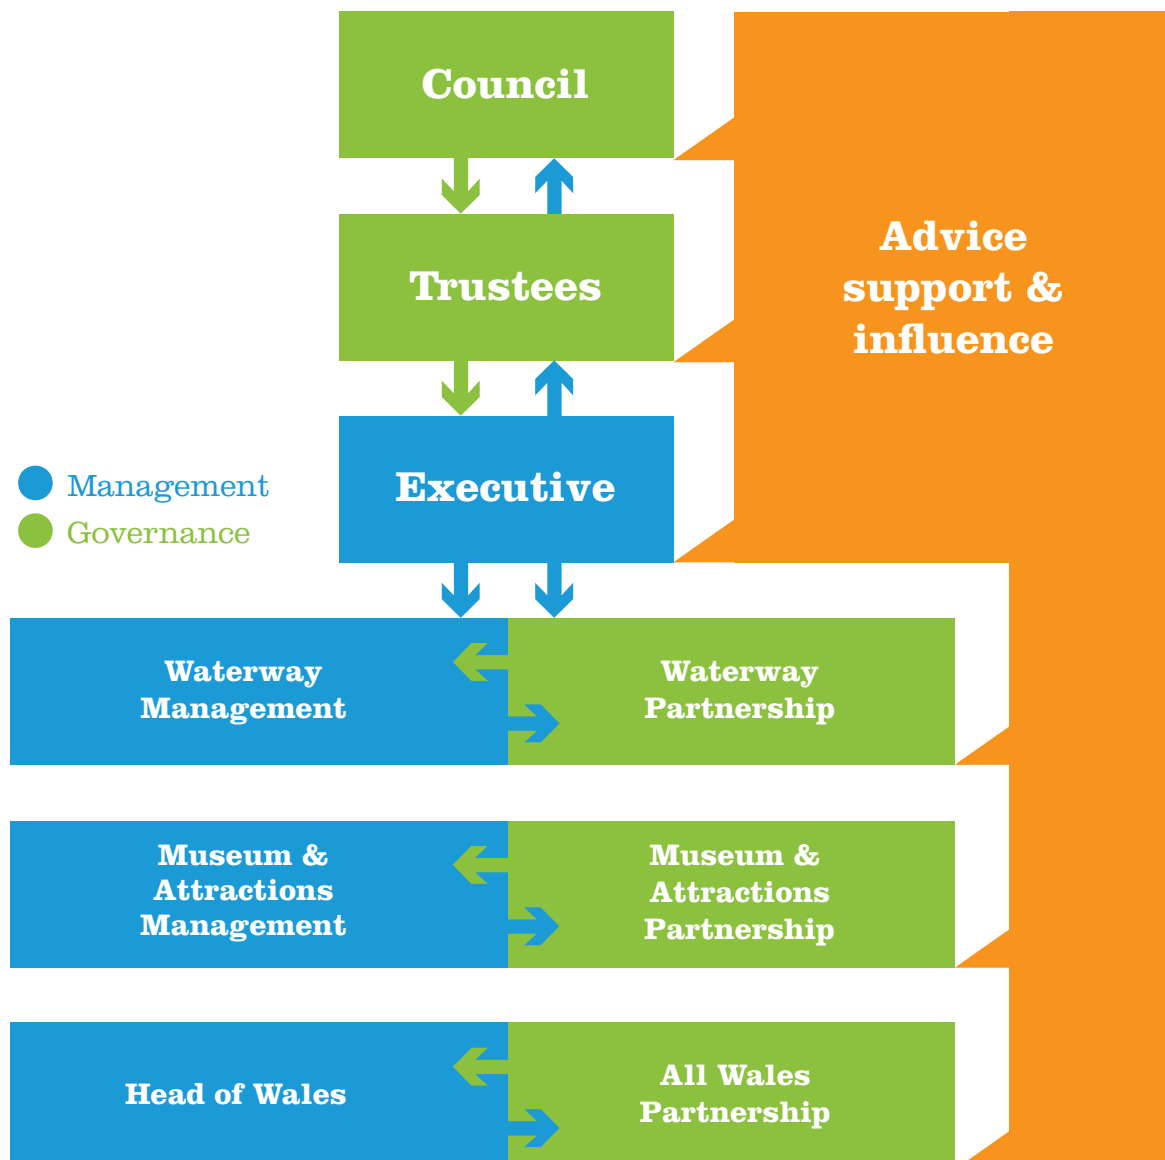 Council
Trustees
Executive
Advice
support &
influence
Management
Governance
Waterway
Management
Waterway
Partnership
Museum &
Attractions
Management
Museum &
Attractions
Partnership
Head of Wales
All Wales
Partnership